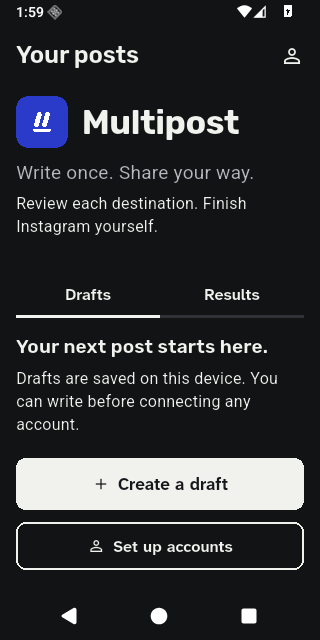 1:59
Your posts
Multipost
Write once. Share your way.
Review each destination. Finish
Instagram yourself.
Drafts
Results
Your next post starts here.
Drafts are saved on this device. You
can write before connecting any
account.
+ Create a draft
Set up accounts